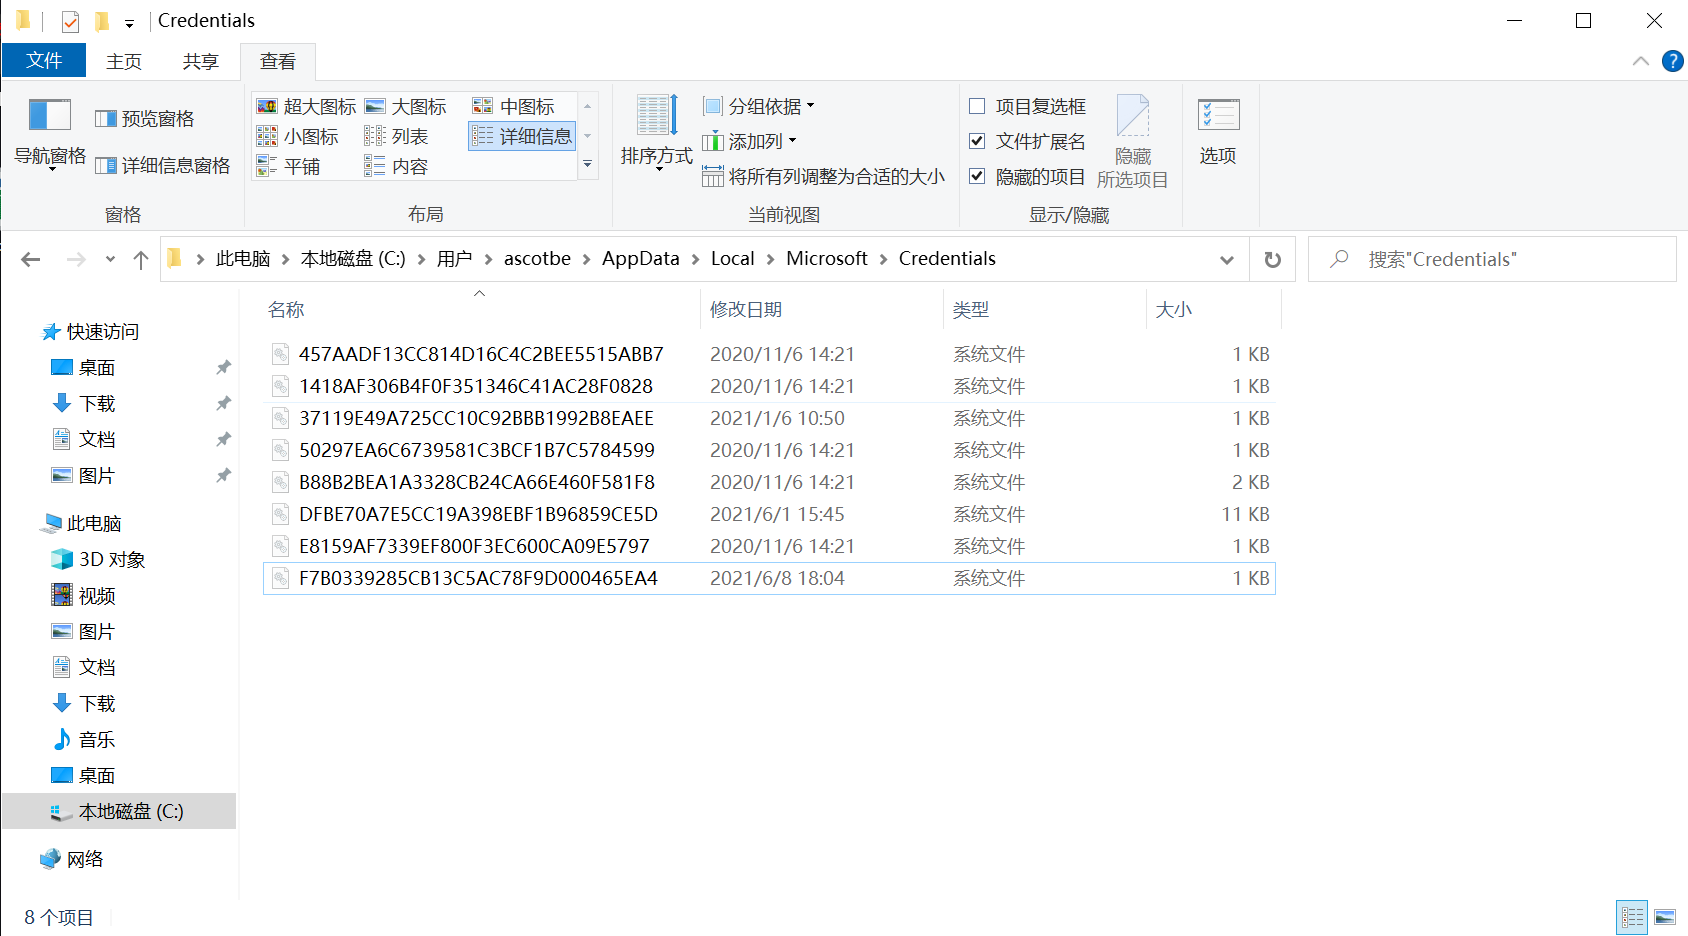 Credentials
文件 主页 共享 查看
导航窗格 预览窗格 详细信息窗格
窗格
超大图标 大图标 中图标
小图标 列表 详细信息
平铺 内容
布局
排序方式 分组依据
添加列
将所有列调整为合适的大小
当前视图
项目复选框
文件扩展名
隐藏的项目
隐藏
所选项目
显示/隐藏
选项
此电脑 本地磁盘 (C:) 用户 ascotbe AppData Local Microsoft Credentials
搜索"Credentials"
快速访问
桌面
下载
文档
图片
此电脑
3D 对象
视频
图片
文档
下载
音乐
桌面
本地磁盘 (C:)
网络
名称 修改日期 类型 大小
457AADF13CC814D16C4C2BEE5515ABB7 2020/11/6 14:21 系统文件 1 KB
1418AF306B4F0F351346C41AC28F0828 2020/11/6 14:21 系统文件 1 KB
37119E49A725CC10C92BBB1992B8EAEE 2021/1/6 10:50 系统文件 1 KB
50297EA6C6739581C3BCF1B7C5784599 2020/11/6 14:21 系统文件 1 KB
B88B2BEA1A3328CB24CA66E460F581F8 2020/11/6 14:21 系统文件 2 KB
DFBE70A7E5CC19A398EBF1B96859CE5D 2021/6/1 15:45 系统文件 11 KB
E8159AF7339EF800F3EC600CA09E5797 2020/11/6 14:21 系统文件 1 KB
F7B0339285CB13C5AC78F9D000465EA4 2021/6/8 18:04 系统文件 1 KB
8 个项目